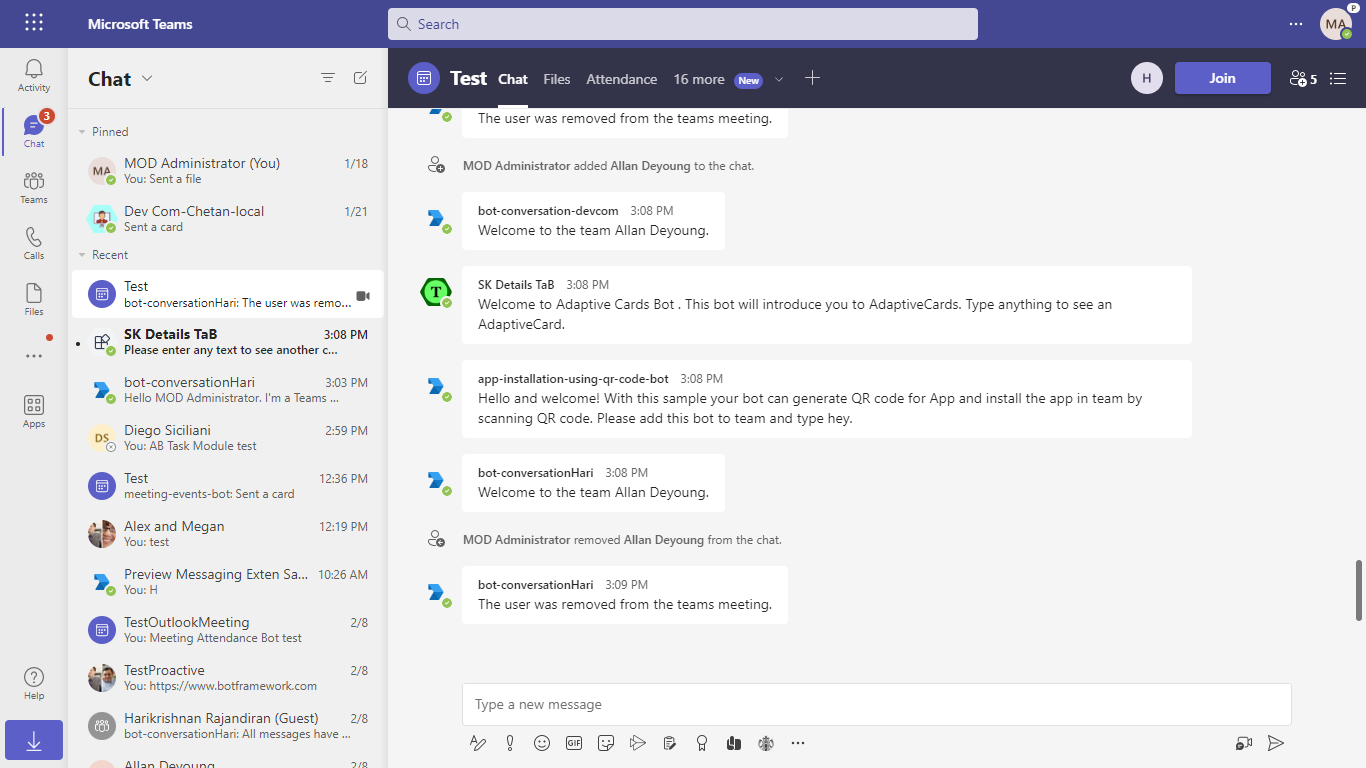 Microsoft Teams
Search
MA
P
Activity
3
Chat
Teams
Calls
Files
Apps
Help
Chat
Pinned
MA
MOD Administrator (You) 1/18
You: Sent a file
Dev Com-Chetan-local 1/21
Sent a card
Recent
Test
bot-conversationHari: The user was remo...
SK Details TaB 3:08 PM
Please enter any text to see another c...
bot-conversationHari 3:03 PM
Hello MOD Administrator. I'm a Teams ...
DS
Diego Siciliani 2:59 PM
You: AB Task Module test
Test 12:36 PM
meeting-events-bot: Sent a card
Alex and Megan 12:19 PM
You: test
Preview Messaging Exten Sa... 10:26 AM
You: H
TestOutlookMeeting 2/8
You: Meeting Attendance Bot test
TestProactive 2/8
You: https://www.botframework.com
Harikrishnan Rajandiran (Guest) 2/8
bot-conversationHari: All messages have ...
Allan Deyoung 2/8
Test Chat Files Attendance 16 more New
H Join 5
The user was removed from the teams meeting.
MOD Administrator added Allan Deyoung to the chat.
bot-conversation-devcom 3:08 PM
Welcome to the team Allan Deyoung.
T
SK Details TaB 3:08 PM
Welcome to Adaptive Cards Bot . This bot will introduce you to AdaptiveCards. Type anything to see an
AdaptiveCard.
app-installation-using-qr-code-bot 3:08 PM
Hello and welcome! With this sample your bot can generate QR code for App and install the app in team by
scanning QR code. Please add this bot to team and type hey.
bot-conversationHari 3:08 PM
Welcome to the team Allan Deyoung.
MOD Administrator removed Allan Deyoung from the chat.
bot-conversationHari 3:09 PM
The user was removed from the teams meeting.
Type a new message
GIF